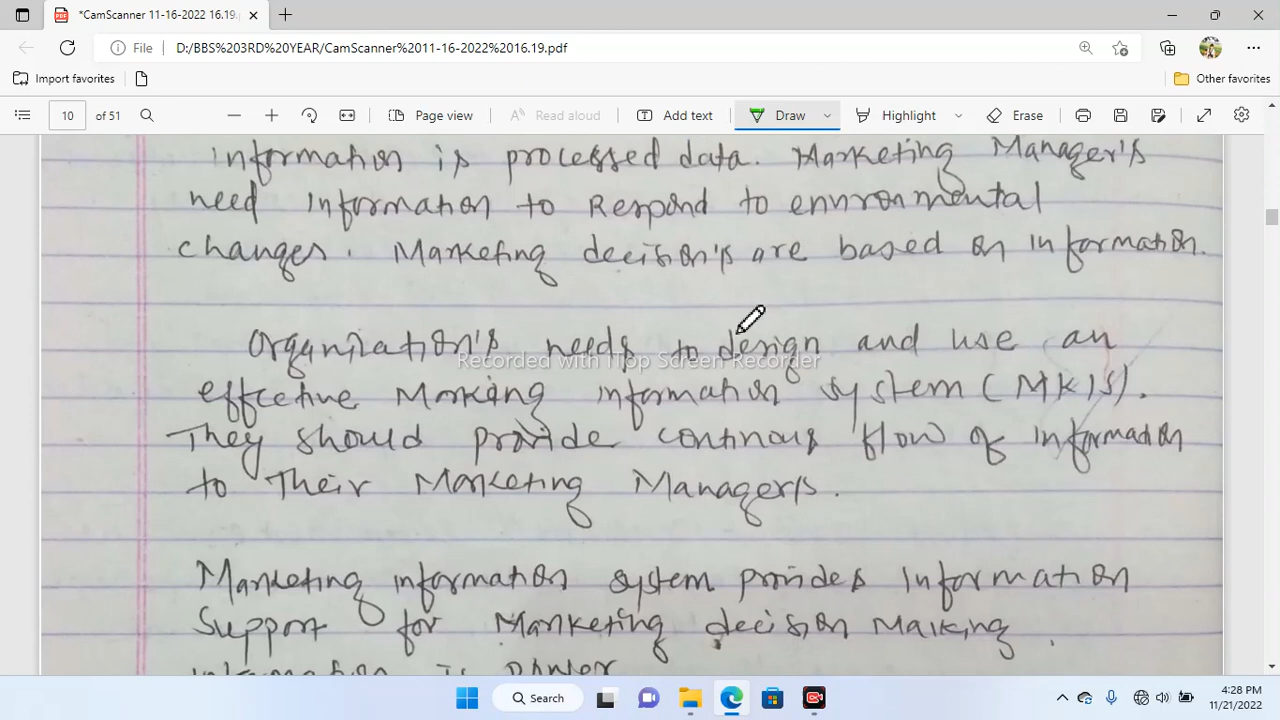 *CamScanner 11-16-2022 16.19.p
File D:/BBS%203RD%20YEAR/CamScanner%2011-16-2022%2016.19.pdf
Import favorites Other favorites
10 of 51 Page view Read aloud Add text Draw Highlight Erase
information is processed data. Marketing Manager's
need information to Respond to environmental
changes. Marketing decision's are based on information.
Organization's needs to design and use an
Recorded with iTop Screen Recorder
effective Marking information system (MKIS).
They should provide continous flow of information
to Their Marketing Manager's.
Marketing information system provides information
Support for Marketing decision Making.
information is power
Search 4:28 PM
11/21/2022